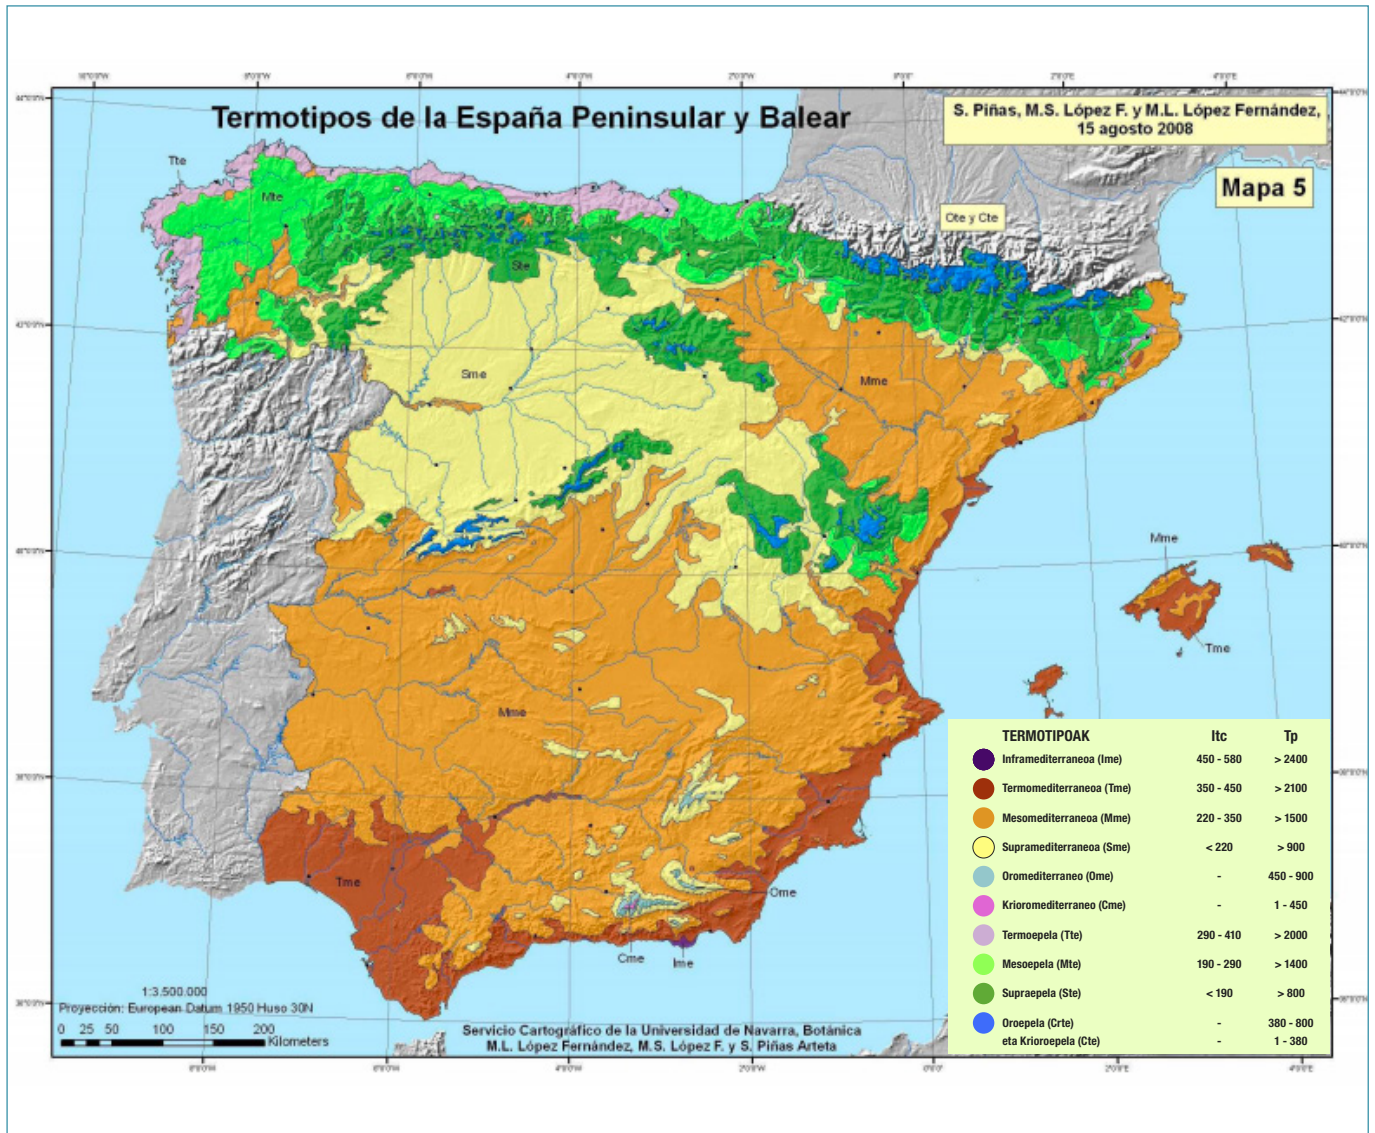 Termotipos de la España Peninsular y Balear
S. Piñas, M.S. López F. y M.L. López Fernández,
15 agosto 2008
Mapa 5
Tte
Mte
Ote y Cte
Ste
Sme
Mme
Mme
Tme
Mme
Tme
Ome
Cme
Ime
TERMOTIPOAK Itc Tp
Inframediterraneoa (Ime) 450 - 580 > 2400
Termomediterraneoa (Tme) 350 - 450 > 2100
Mesomediterraneoa (Mme) 220 - 350 > 1500
Supramediterraneoa (Sme) < 220 > 900
Oromediterraneo (Ome) - 450 - 900
Krioromediterraneo (Cme) - 1 - 450
Termoepela (Tte) 290 - 410 > 2000
Mesoepela (Mte) 190 - 290 > 1400
Supraepela (Ste) < 190 > 800
Oroepela (Crte) - 380 - 800
eta Krioroepela (Cte) - 1 - 380
1:3.500.000
Proyección: European Datum 1950 Huso 30N
0 25 50 100 150 200
Kilometers
Servicio Cartográfico de la Universidad de Navarra, Botánica
M.L. López Fernández, M.S. López F. y S. Piñas Arteta